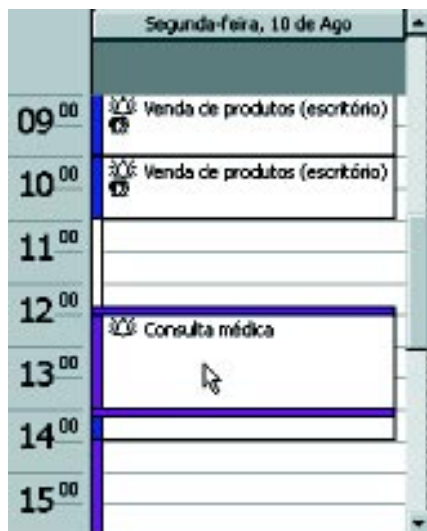 Segunda-feira, 10 de Ago
09 00
Venda de produtos (escritório)
10 00
Venda de produtos (escritório)
11 00
12 00
Consulta médica
13 00
14 00
15 00